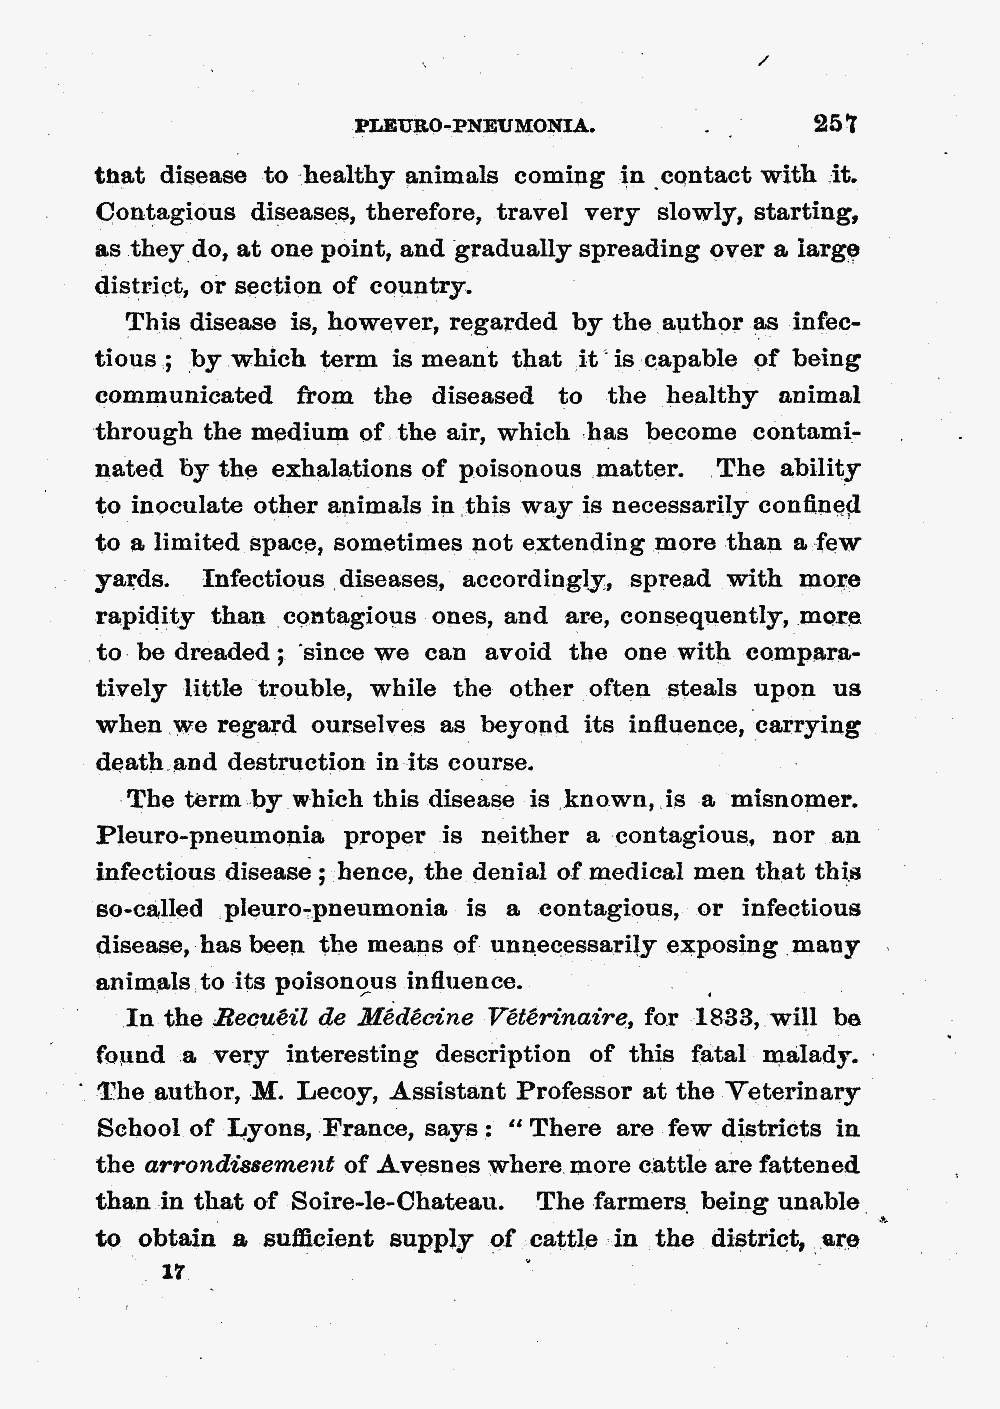 PLEURO-PNEUMONIA. 257
that disease to healthy animals coming in contact with it.
Contagious diseases, therefore, travel very slowly, starting,
as they do, at one point, and gradually spreading over a large
district, or section of country.
This disease is, however, regarded by the author as infec-
tious; by which term is meant that it is capable of being
communicated from the diseased to the healthy animal
through the medium of the air, which has become contami-
nated by the exhalations of poisonous matter. The ability
to inoculate other animals in this way is necessarily confined
to a limited space, sometimes not extending more than a few
yards. Infectious diseases, accordingly, spread with more
rapidity than contagious ones, and are, consequently, more
to be dreaded; since we can avoid the one with compara-
tively little trouble, while the other often steals upon us
when we regard ourselves as beyond its influence, carrying
death and destruction in its course.
The term by which this disease is known, is a misnomer.
Pleuro-pneumonia proper is neither a contagious, nor an
infectious disease; hence, the denial of medical men that this
so-called pleuro-pneumonia is a contagious, or infectious
disease, has been the means of unnecessarily exposing many
animals to its poisonous influence.
In the Recuéil de Médécine Vétérinaire, for 1833, will be
found a very interesting description of this fatal malady.
The author, M. Lecoy, Assistant Professor at the Veterinary
School of Lyons, France, says: "There are few districts in
the arrondissement of Avesnes where more cattle are fattened
than in that of Soire-le-Chateau. The farmers being unable
to obtain a sufficient supply of cattle in the district, are
17